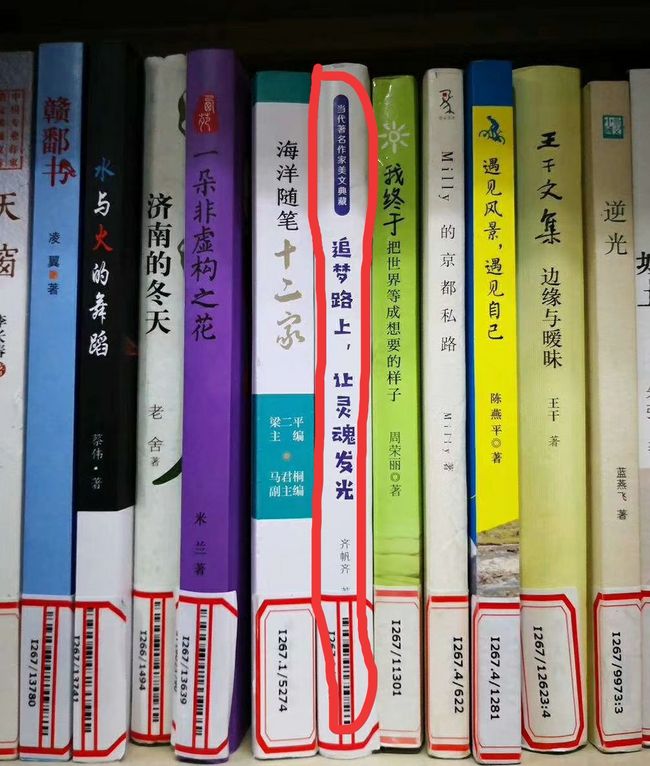 天窗
赣鄱书
凌翼 著
I267/13780
水与火的舞蹈
蔡伟·著
I267/13741
济南的冬天
老舍 著
I266/1494
一朵非虚构之花
米兰 著
I267/13639
海洋随笔
十二家
梁二平
主编
马君桐
副主编
I267.1/5274
当代著名作家美文典藏
追梦路上,让灵魂发光
齐帆齐
我终于
把世界等成想要的样子
周荣丽◎著
I267/11301
Milly的京都私路
Milly 著
I267.4/622
遇见风景,遇见自己
陈燕平◎著
I267.4/1281
王干文集
边缘与暧昧
王干 著
I267/12623:4
逆光
蓝燕飞 著
I267/9973:3